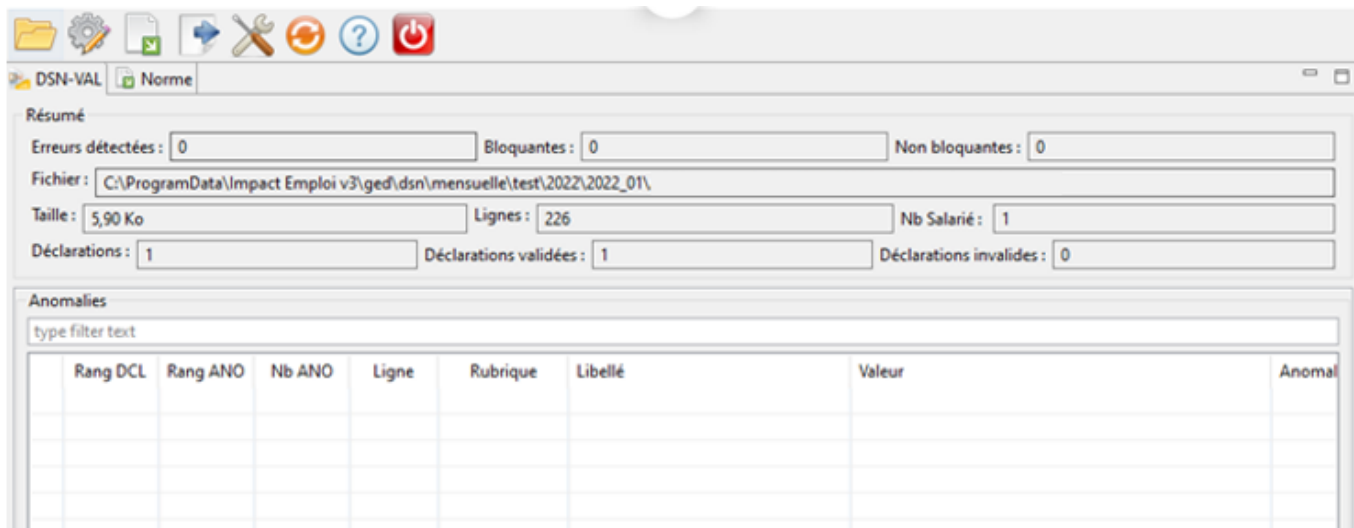 DSN-VAL Norme
Résumé
Erreurs détectées : 0 Bloquantes : 0 Non bloquantes : 0
Fichier : C:\ProgramData\Impact Emploi v3\ged\dsn\mensuelle\test\2022\2022_01\
Taille : 5,90 Ko Lignes : 226 Nb Salarié : 1
Déclarations : 1 Déclarations validées : 1 Déclarations invalides : 0
Anomalies
type filter text
Rang DCL Rang ANO Nb ANO Ligne Rubrique Libellé Valeur Anomal